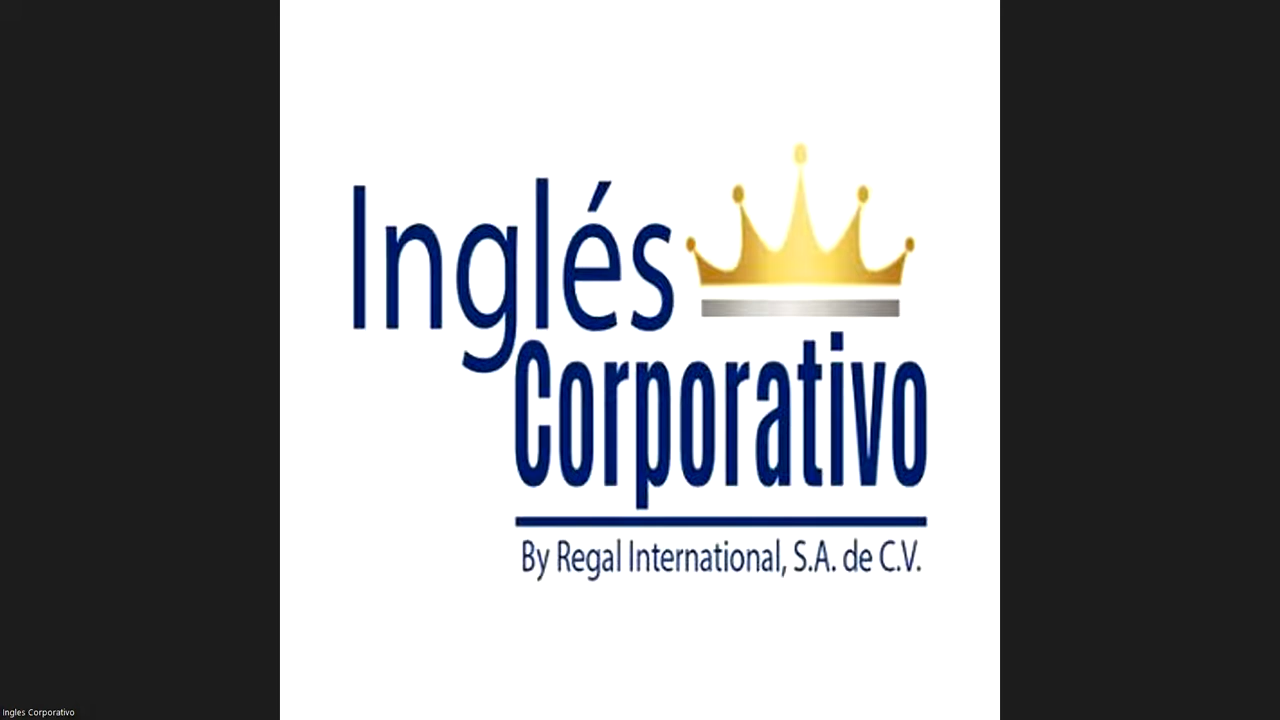 Inglés
Corporativo
By Regal International, S.A. de C.V.
Ingles Corporativo